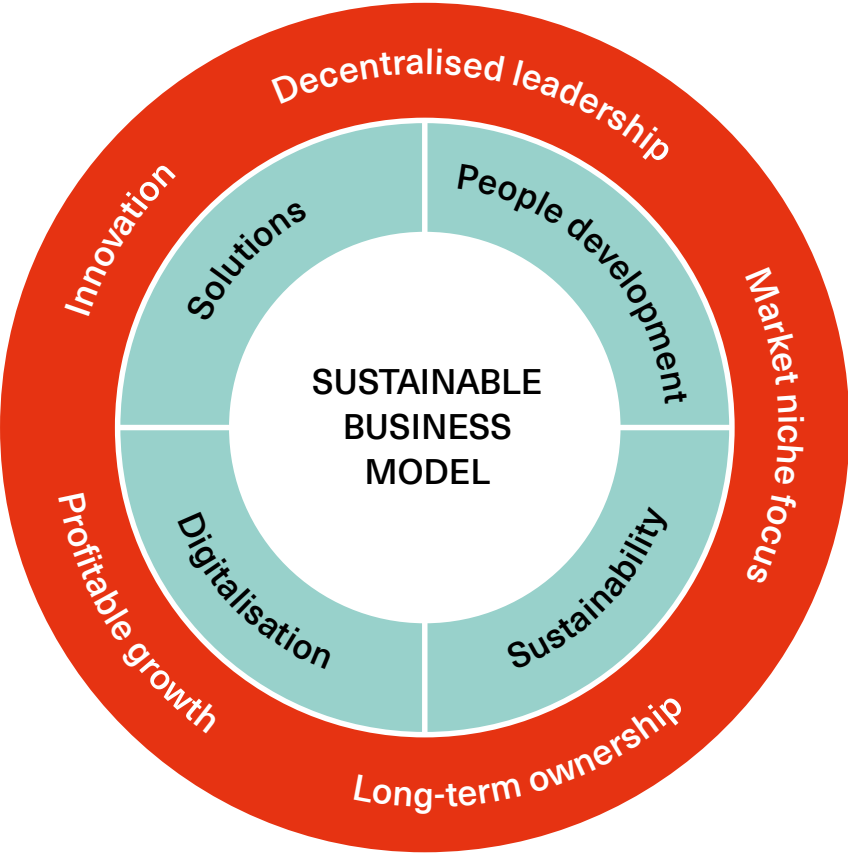 Decentralised leadership
Market niche focus
Long-term ownership
Profitable growth
Innovation
People development
Sustainability
Digitalisation
Solutions
SUSTAINABLE
BUSINESS
MODEL